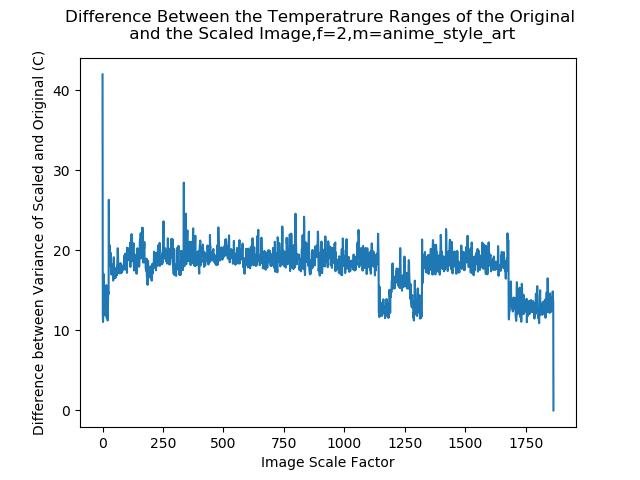 Difference Between the Temperatrure Ranges of the Original
and the Scaled Image,f=2,m=anime_style_art
Difference between Variance of Scaled and Original (C)
40
30
20
10
0
0 250 500 750 1000 1250 1500 1750
Image Scale Factor